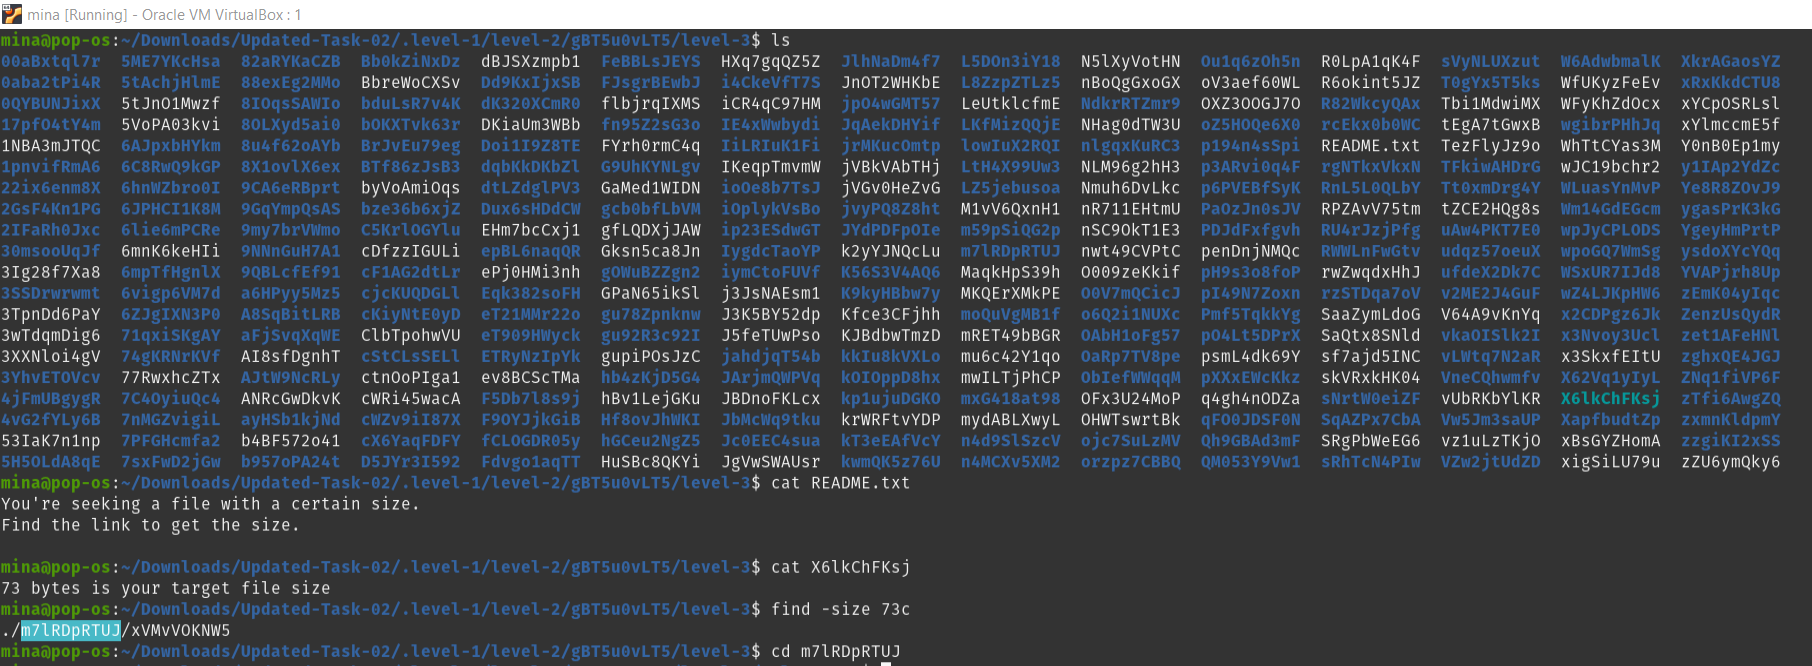 mina [Running] - Oracle VM VirtualBox : 1
mina@pop-os:~/Downloads/Updated-Task-02/.level-1/level-2/gBT5u0vLT5/level-3$ ls
00aBxtql7r 5ME7YKcHsa 82aRYKaCZB Bb0kZiNxDz dBJSXzmpb1 FeBBLsJEYS HXq7gqQZ5Z JlhNaDm4f7 L5DOn3iY18 N5lXyVotHN Ou1q6zOh5n R0LpA1qK4F sVyNLUXzut W6AdwbmalK XkrAGaosYZ
0aba2tPi4R 5tAchjHlmE 88exEg2MMo BbreWoCXSv Dd9KxIjxSB FJsgrBEwbJ i4CkeVfT7S JnOT2WHKbE L8ZzpZTLz5 nBoQgGxoGX oV3aef60WL R6okint5JZ T0gYx5T5ks WfUKyzFeEv xRxKkdCTU8
0QYBUNJixX 5tJnO1Mwzf 8IOqsSAWIo bduLsR7v4K dK320XCmR0 flbjrqIXMS iCR4qC97HM jpO4wGMT57 LeUtklcfmE NdkrRTZmr9 OXZ3OOGJ7O R82WkcyQAx Tbi1MdwiMX WFyKhZdOcx xYCpOSRLsl
17pfO4tY4m 5VoPA03kvi 8OLXyd5ai0 bOKXTvk63r DKiaUm3WBb fn95Z2sG3o IE4xWwbydi JqAekDHYif LKfMizQQjE NHag0dTW3U oZ5HOQe6X0 rcEkx0b0WC tEgA7tGwxB wgibrPHhJq xYlmccmE5f
1NBA3mJTQC 6AJpxbHYkm 8u4f62oAYb BrJvEu79eg Doi1I9Z8TE FYrh0rmC4q IiLRIuK1Fi jrMKucOmtp lowIuX2RQI nlgqxKuRC3 p194n4sSpi README.txt TezFlyJz9o WhTtCYas3M Y0nB0Ep1my
1pnvifRmA6 6C8RwQ9kGP 8X1ovlX6ex BTf86zJsB3 dqbKkDKbZl G9UhKYNLgv IKeqpTmvmW jVBkVAbTHj LtH4X99Uw3 NLM96g2hH3 p3ARvi0q4F rgNTkxVkxN TFkiwAHDrG wJC19bchr2 y1IAp2YdZc
22ix6enm8X 6hnWZbro0I 9CA6eRBprt byVoAmiOqs dtLZdglPV3 GaMed1WIDN ioOe8b7TsJ jVGv0HeZvG LZ5jebusoa Nmuh6DvLkc p6PVEBfSyK RnL5L0QLbY Tt0xmDrg4Y WLuasYnMvP Ye8R8ZOvJ9
2GsF4Kn1PG 6JPHCI1K8M 9GqYmpQsAS bze36b6xjZ Dux6sHDdCW gcb0bfLbVM iOplykVsBo jvyPQ8Z8ht M1vV6QxnH1 nR711EHtmU PaOzJn0sJV RPZAvV75tm tZCE2HQg8s Wm14GdEGcm ygasPrK3kG
2IFaRh0Jxc 6lie6mPCRe 9my7brVWmo C5KrlOGYlu EHm7bcCxj1 gfLQDXjJAW ip23ESdwGT JYdPDFpOIe m59pSiQG2p nSC9OkT1E3 PDJdFxfgvh RU4rJzjPfg uAw4PKT7E0 wpJyCPLODS YgeyHmPrtP
30msooUqJf 6mnK6keHIi 9NNnGuH7A1 cDfzzIGULi epBL6naqQR Gksn5ca8Jn IygdcTaoYP k2yYJNQcLu m7lRDpRTUJ nwt49CVPtC penDnjNMQc RWWLnFwGtv udqz57oeuX wpoGQ7WmSg ysdoXYcYQq
3Ig28f7Xa8 6mpTfHgnlX 9QBLcfEf91 cF1AG2dtLr ePj0HMi3nh gOWuBZZgn2 iymCtoFUVf K56S3V4AQ6 MaqkHpS39h O009zeKkif pH9s3o8foP rwZwqdxHhJ ufdeX2Dk7C WSxUR7IJd8 YVAPjrh8Up
3SSDrwrwmt 6vigp6VM7d a6HPyy5Mz5 cjcKUQDGLl Eqk382soFH GPaN65ikSl j3JsNAEsm1 K9kyHBbw7y MKQErXMkPE O0V7mQCicJ pI49N7Zoxn rzSTDqa7oV v2ME2J4GuF wZ4LJKpHW6 zEmK04yIqc
3TpnDd6PaY 6ZJgIXN3P0 A8SqBitLRB cKiyNtE0yD eT21MMr22o gu78Zpnknw J3K5BY52dp Kfce3CFjhh moQuVgMB1f o6Q2i1NUXc Pmf5TqkkYg SaaZymLdoG V64A9vKnYq x2CDPgz6Jk ZenzUsQydR
3wTdqmDig6 71qxiSKgAY aFjSvqXqWE ClbTpohwVU eT909HWyck gu92R3c92I J5feTUwPso KJBdbwTmzD mRET49bBGR OAbH1oFg57 pO4Lt5DPrX SaQtx8SNld vkaOISlk2I x3Nvoy3Ucl zet1AFeHNl
3XXNloi4gV 74gKRNrKVf AI8sfDgnhT cStCLsSELl ETRyNzIpYk gupiPOsJzC jahdjqT54b kkIu8kVXLo mu6c42Y1qo OaRp7TV8pe psmL4dk69Y sf7ajd5INC vLWtq7N2aR x3SkxfEItU zghxQE4JGJ
3YhvETOVcv 77RwxhcZTx AJtW9NcRLy ctnOoPIga1 ev8BCScTMa hb4zKjD5G4 JArjmQWPVq kOIOppD8hx mwILTjPhCP ObIefWWqqM pXXxEWcKkz skVRxkHK04 VneCQhwmfv X62Vq1yIyL ZNq1fiVP6F
4jFmUBgygR 7C4OyiuQc4 ANRcGwDkvK cWRi45wacA F5Db7l8s9j hBv1LejGKu JBDnoFKLcx kp1ujuDGKO mxG418at98 OFx3U24MoP q4gh4nODZa sNrtW0eiZF vUbRKbYlKR X6lkChFKsj zTfi6AwgZQ
4vG2fYLy6B 7nMGZvigiL ayHSb1kjNd cWZv9iI87X F9OYJjkGiB Hf8ovJhWKI JbMcWq9tku krWRFtvYDP mydABLXwyL OHWTswrtBk qFO0JDSF0N SqAZPx7CbA Vw5Jm3saUP XapfbudtZp zxmnKldpmY
53IaK7n1np 7PFGHcmfa2 b4BF572o41 cX6YaqFDFY fCLOGDR05y hGCeu2NgZ5 Jc0EEC4sua kT3eEAfVcY n4d9SlSzcV ojc7SuLzMV Qh9GBAd3mF SRgPbWeEG6 vz1uLzTKjO xBsGYZHomA zzgiKI2xSS
5H5OLdA8qE 7sxFwD2jGw b957oPA24t D5JYr3I592 Fdvgo1aqTT HuSBc8QKYi JgVwSWAUsr kwmQK5z76U n4MCXv5XM2 orzpz7CBBQ QM053Y9Vw1 sRhTcN4PIw VZw2jtUdZD xigSiLU79u zZU6ymQky6
mina@pop-os:~/Downloads/Updated-Task-02/.level-1/level-2/gBT5u0vLT5/level-3$ cat README.txt
You're seeking a file with a certain size.
Find the link to get the size.
mina@pop-os:~/Downloads/Updated-Task-02/.level-1/level-2/gBT5u0vLT5/level-3$ cat X6lkChFKsj
73 bytes is your target file size
mina@pop-os:~/Downloads/Updated-Task-02/.level-1/level-2/gBT5u0vLT5/level-3$ find -size 73c
./m7lRDpRTUJ/xVMvVOKNW5
mina@pop-os:~/Downloads/Updated-Task-02/.level-1/level-2/gBT5u0vLT5/level-3$ cd m7lRDpRTUJ